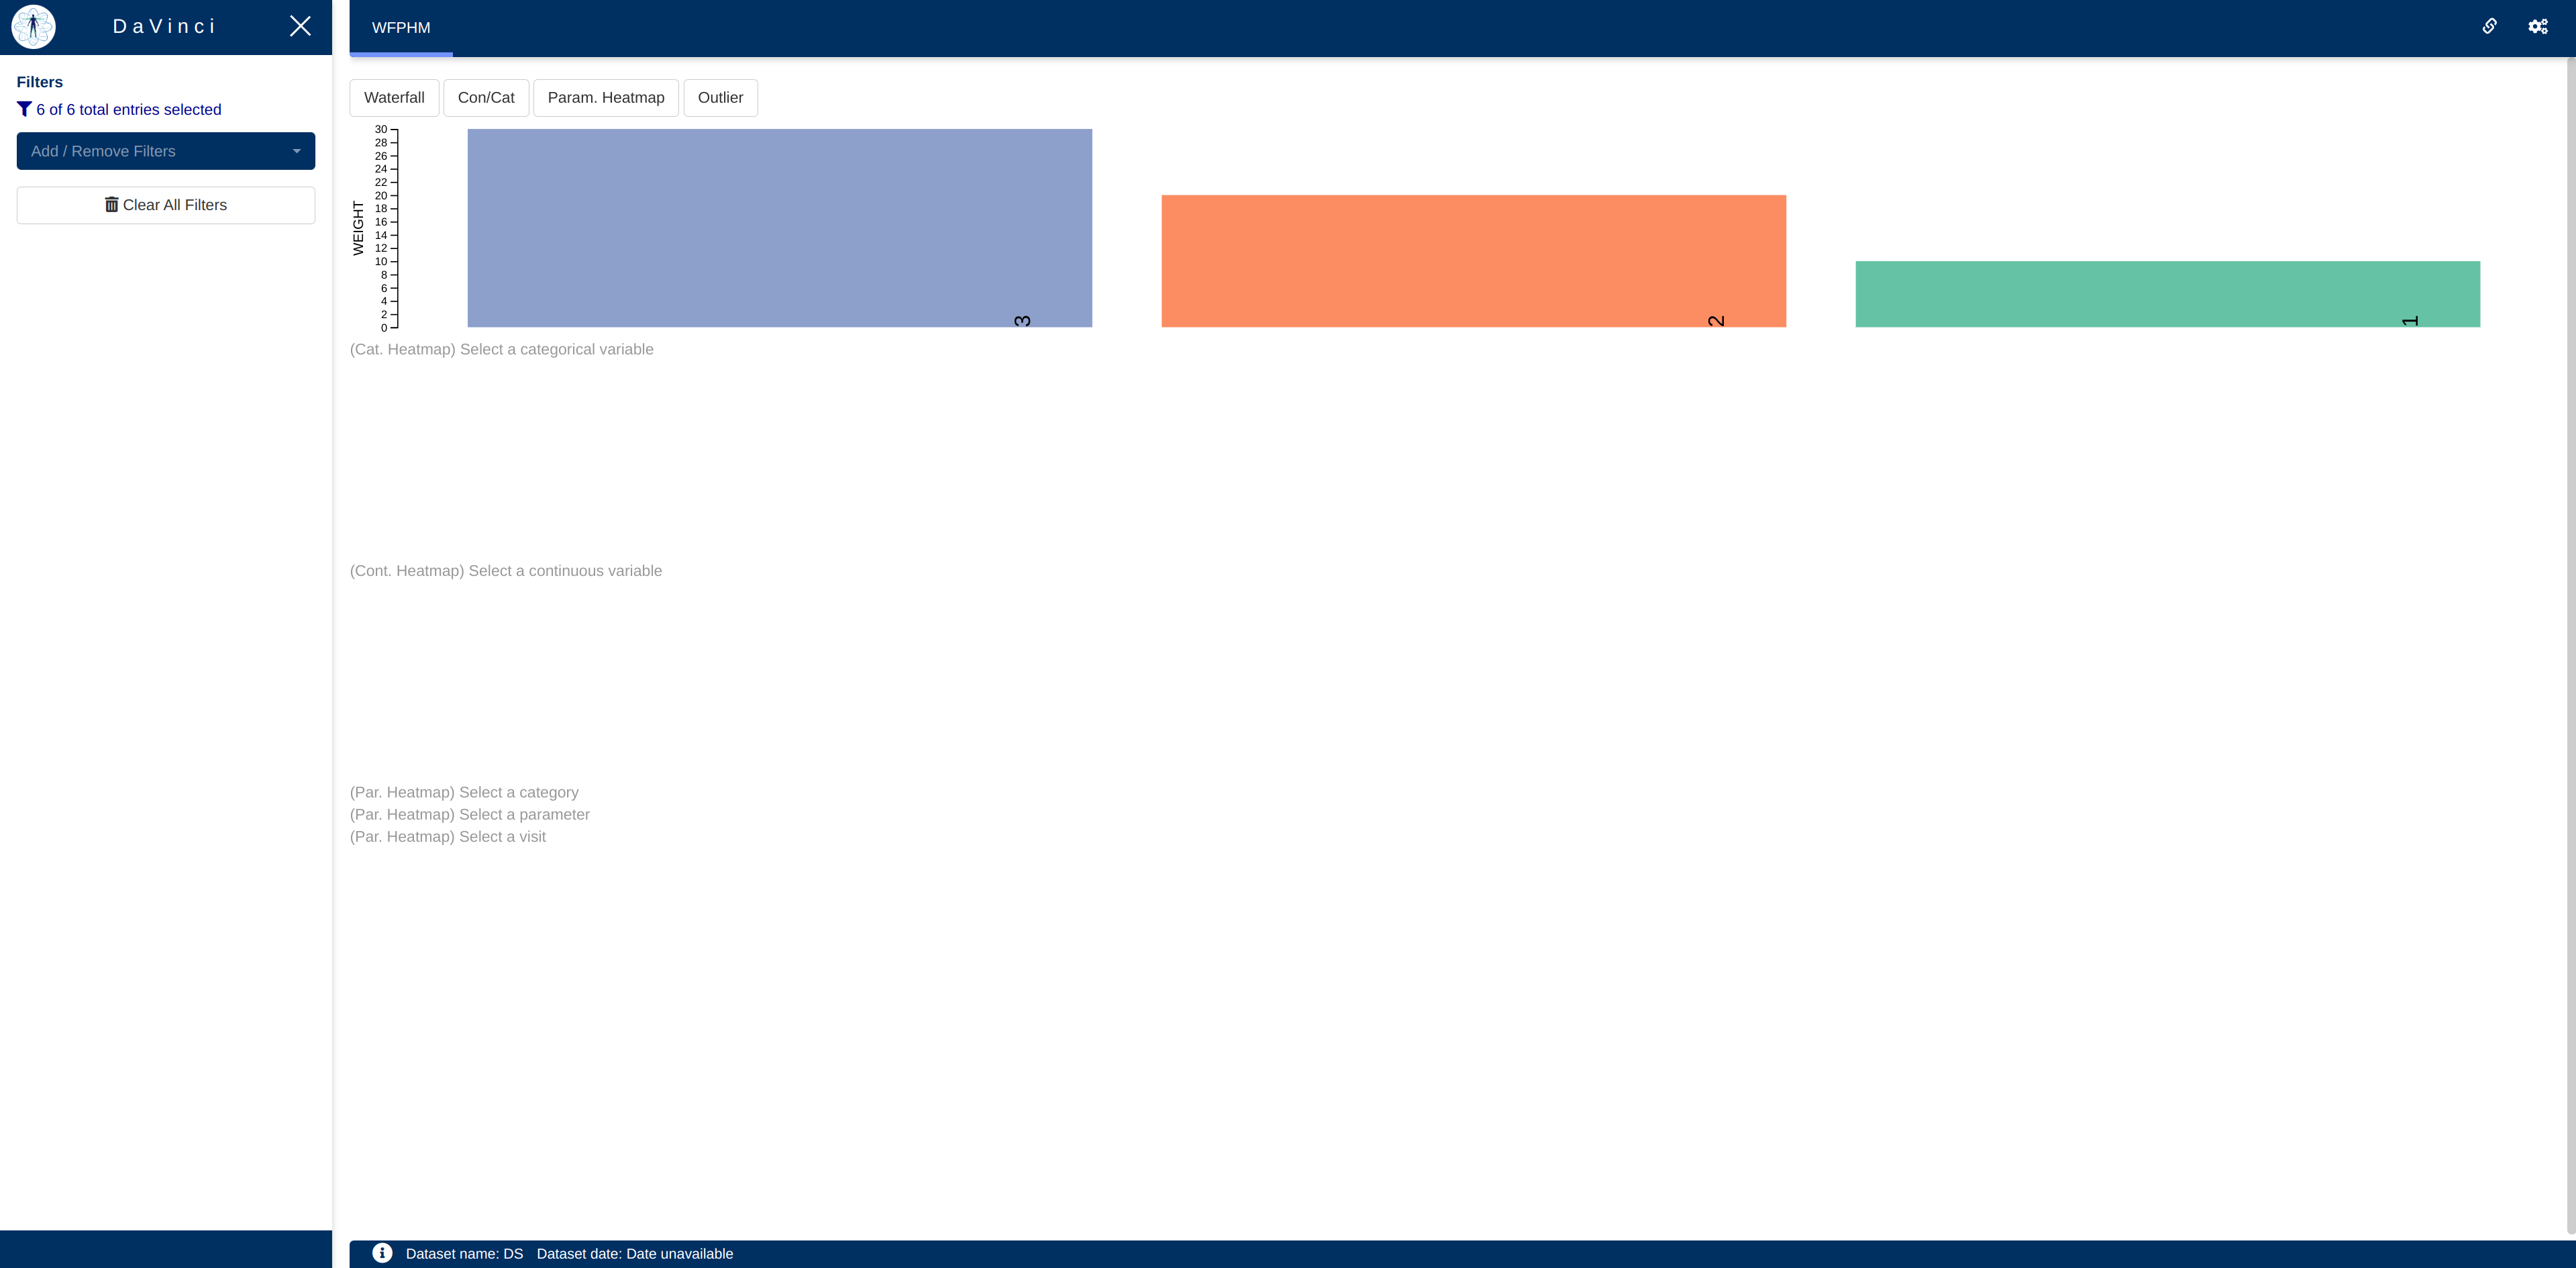 DaVinci
WFPHM
Filters
6 of 6 total entries selected
Add / Remove Filters
Clear All Filters
Waterfall Con/Cat Param. Heatmap Outlier
WEIGHT
30
28
26
24
22
20
18
16
14
12
10
8
6
4
2
0
3
2
1
(Cat. Heatmap) Select a categorical variable
(Cont. Heatmap) Select a continuous variable
(Par. Heatmap) Select a category
(Par. Heatmap) Select a parameter
(Par. Heatmap) Select a visit
Dataset name: DS Dataset date: Date unavailable